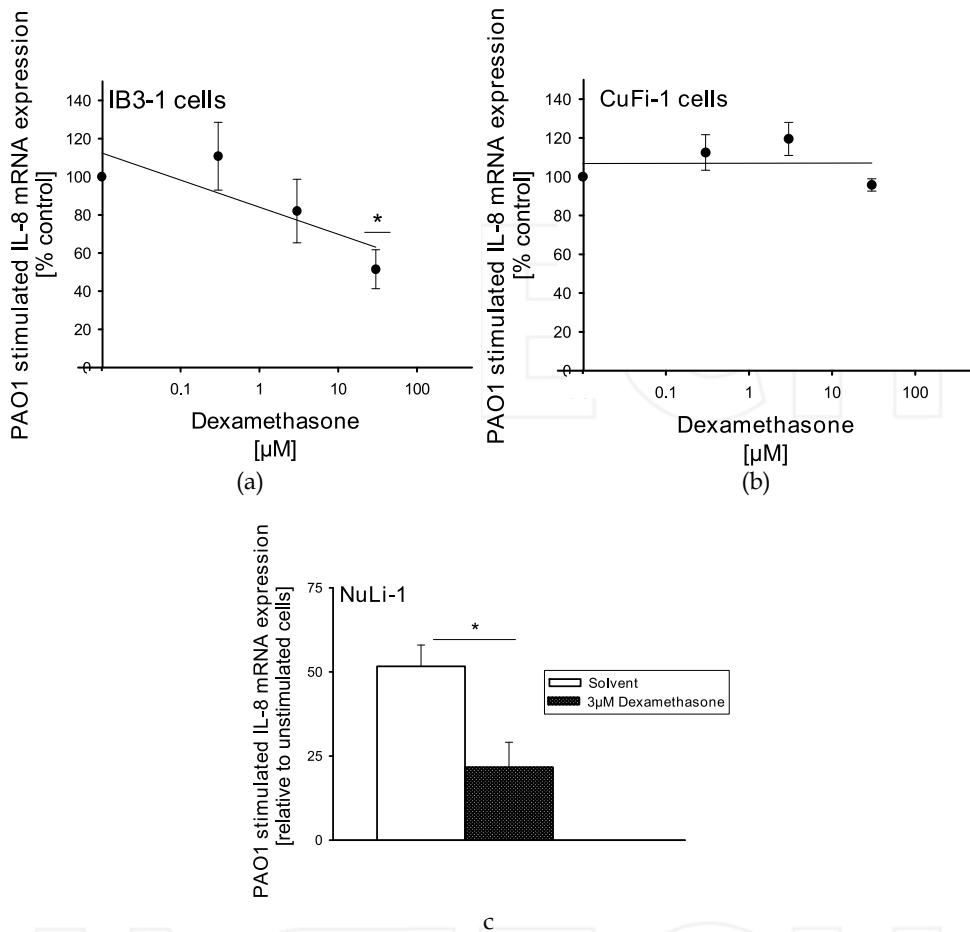 PAO1 stimulated IL-8 mRNA expression
[% control]
IB3-1 cells
140
120
100
80
60
40
20
0
*
0.1
1
10
100
Dexamethasone
[µM]
(a)
PAO1 stimulated IL-8 mRNA expression
[% control]
CuFi-1 cells
140
120
100
80
60
40
20
0
0.1
1
10
100
Dexamethasone
[µM]
(b)
PAO1 stimulated IL-8 mRNA expression
[relative to unstimulated cells]
NuLi-1
75
50
25
0
*
Solvent
3µM Dexamethasone
c